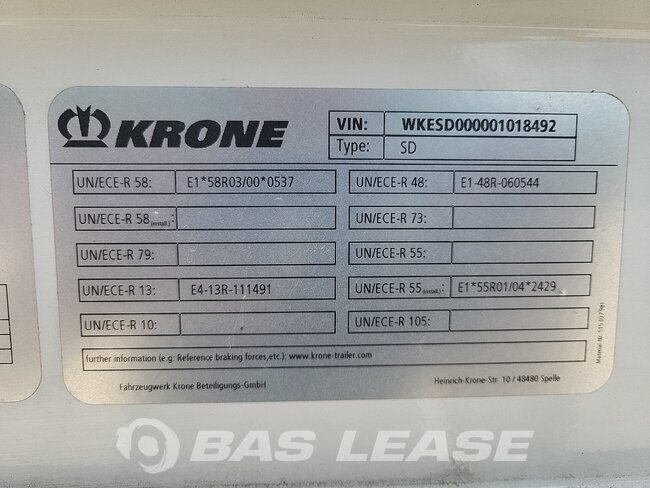 KRONE
VIN: WKESD000001018492
Type: SD
UN/ECE-R 58: E1*58R03/00*0537 UN/ECE-R 48: E1-48R-060544
UN/ECE-R 58 (install.): UN/ECE-R 73:
UN/ECE-R 79: UN/ECE-R 55:
UN/ECE-R 13: E4-13R-111491 UN/ECE-R 55 (install.): E1*55R01/04*2429
UN/ECE-R 10: UN/ECE-R 105:
further information (e.g. Reference braking forces,etc.): www.krone-trailer.com
Fahrzeugwerk Krone Beteiligungs-GmbH Heinrich-Krone-Str 10 / 48480 Spelle
Material-Nr.
BAS LEASE